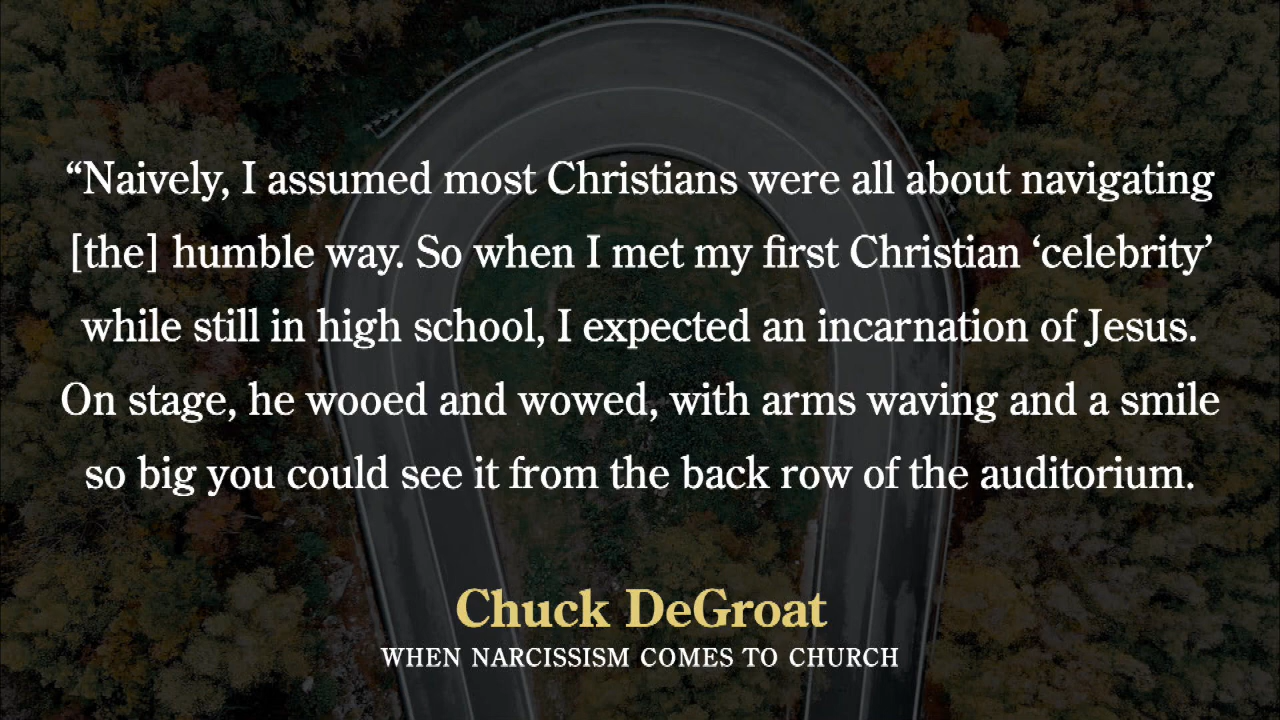 “Naively, I assumed most Christians were all about navigating
[the] humble way. So when I met my first Christian ‘celebrity’
while still in high school, I expected an incarnation of Jesus.
On stage, he wooed and wowed, with arms waving and a smile
so big you could see it from the back row of the auditorium.
Chuck DeGroat
WHEN NARCISSISM COMES TO CHURCH